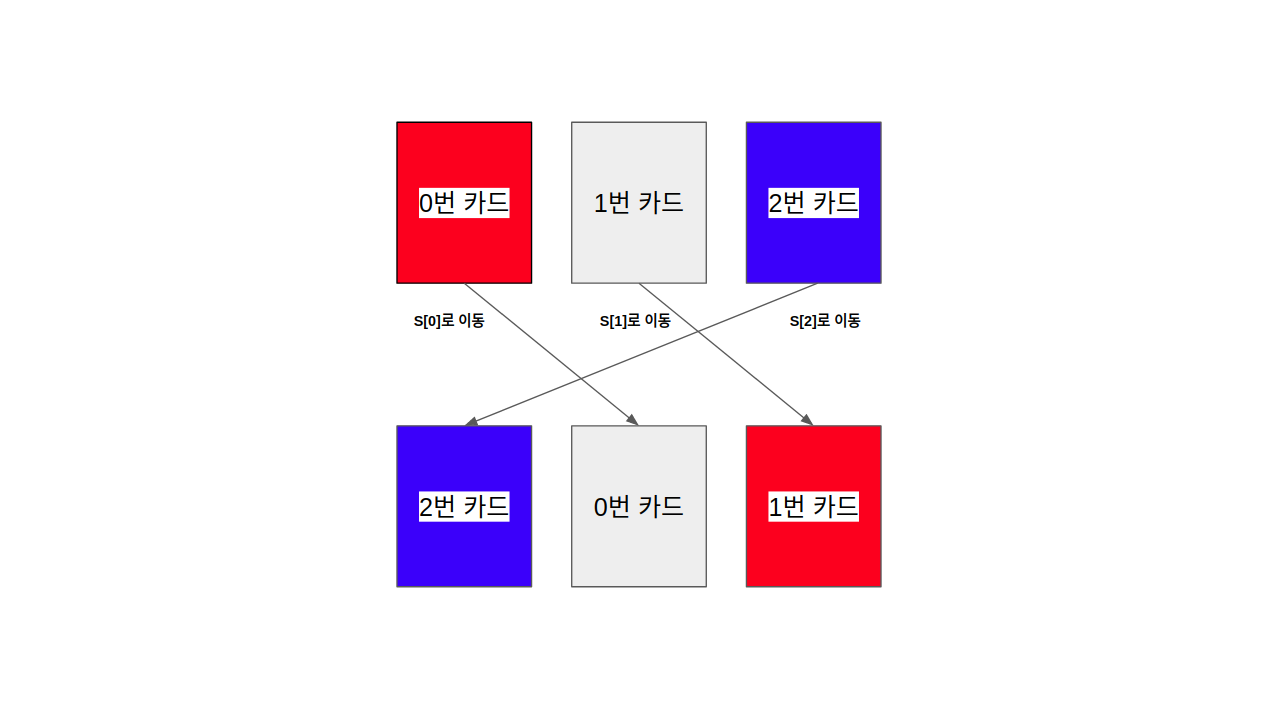 0번 카드
1번 카드
2번 카드
S[0]로 이동
S[1]로 이동
S[2]로 이동
2번 카드
0번 카드
1번 카드